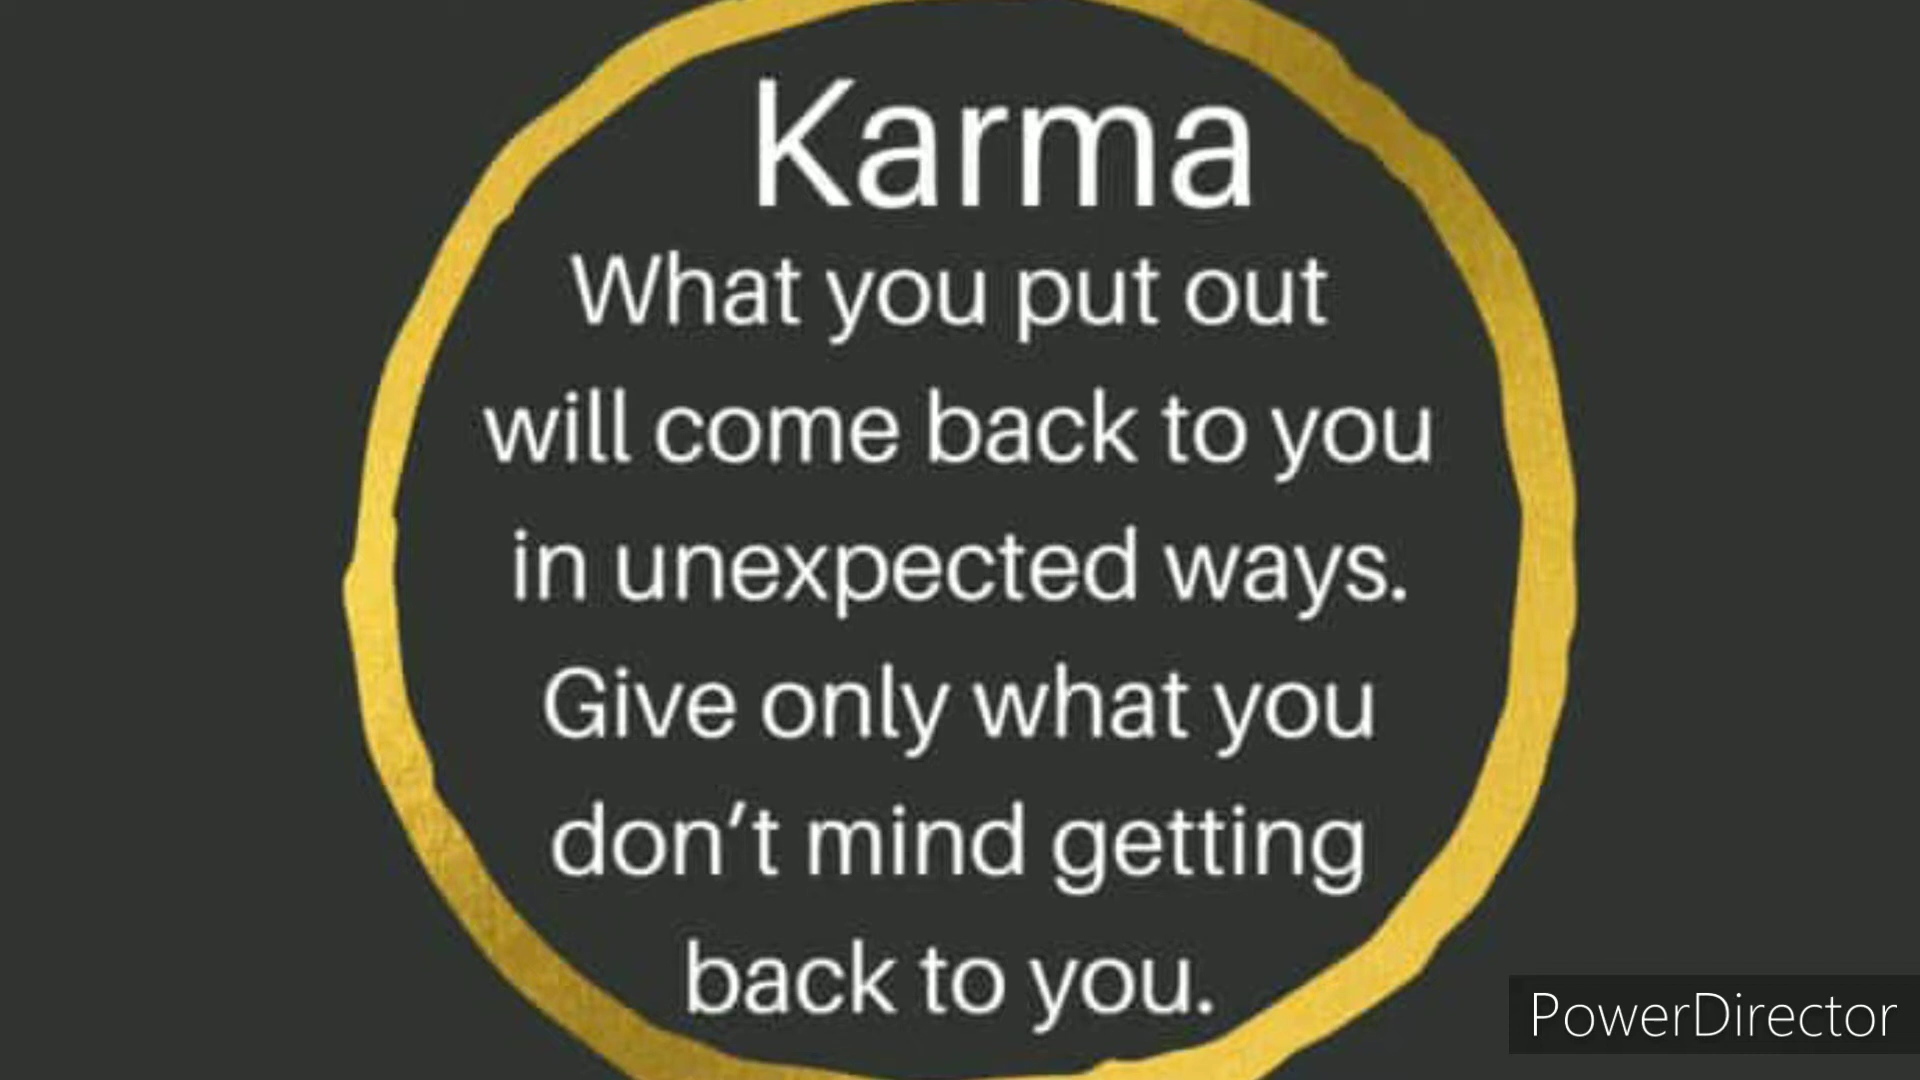 Karma
What you put out
will come back to you
in unexpected ways.
Give only what you
don’t mind getting
back to you.
PowerDirector